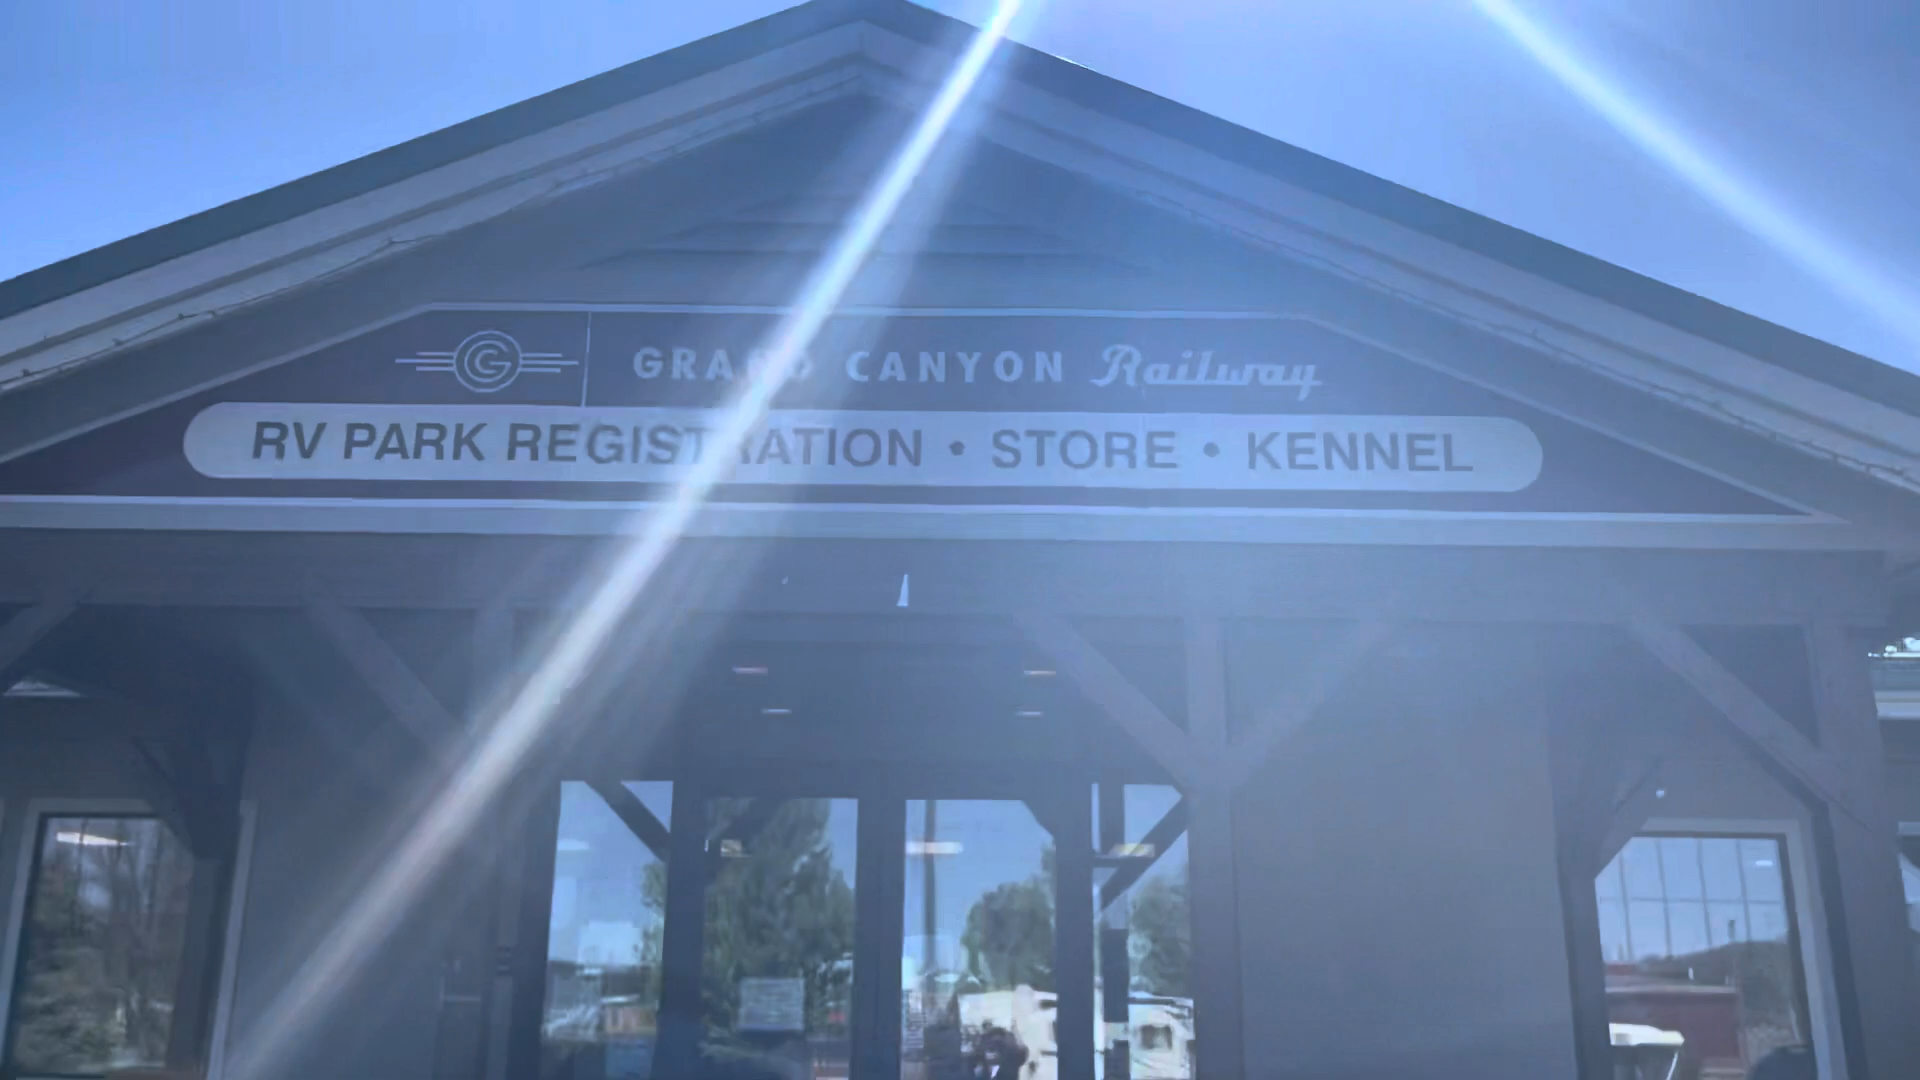 GRAND CANYON Railway
RV PARK REGISTRATION • STORE • KENNEL